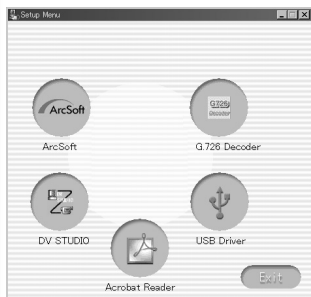 Setup Menu
ArcSoft
G.726
Decoder
ArcSoft
G.726 Decoder
DV STUDIO
USB Driver
Acrobat Reader
Exit